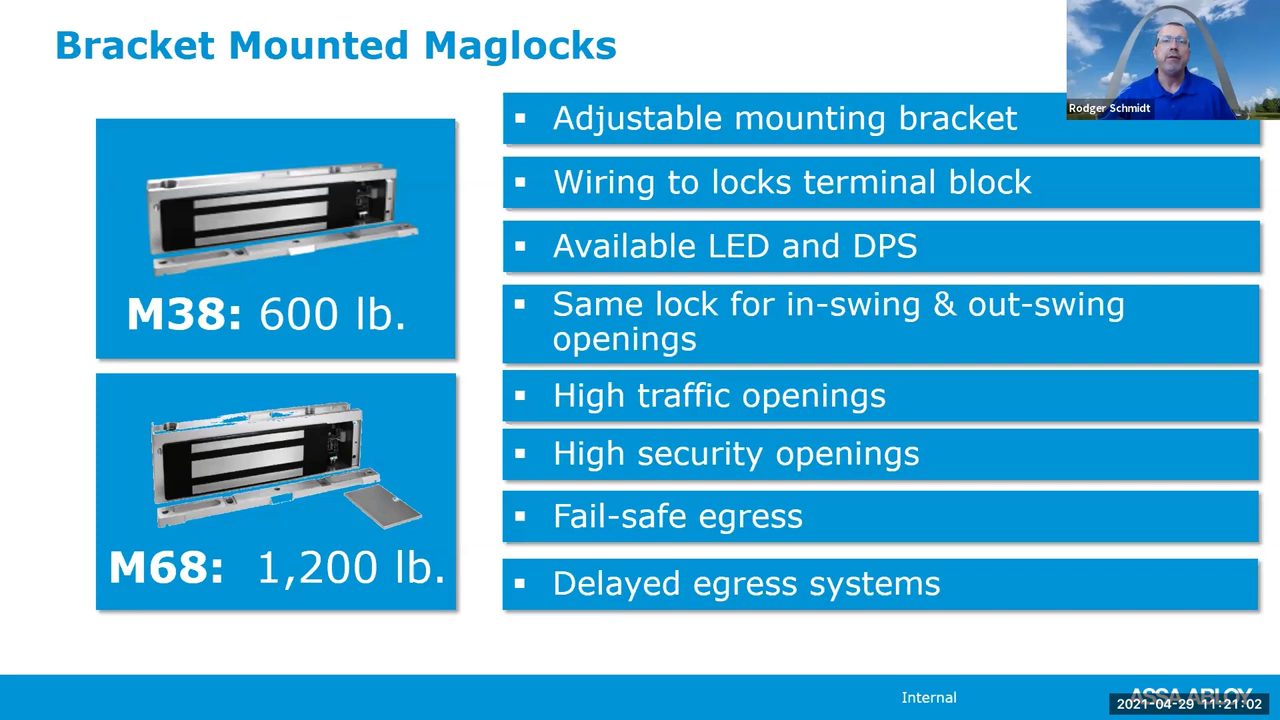 Bracket Mounted Maglocks
Rodger Schmidt
M38: 600 lb.
M68: 1,200 lb.
▪ Adjustable mounting bracket
▪ Wiring to locks terminal block
▪ Available LED and DPS
▪ Same lock for in-swing & out-swing
openings
▪ High traffic openings
▪ High security openings
▪ Fail-safe egress
▪ Delayed egress systems
Internal
ASSA ABLOY
2021-04-29 11:21:02